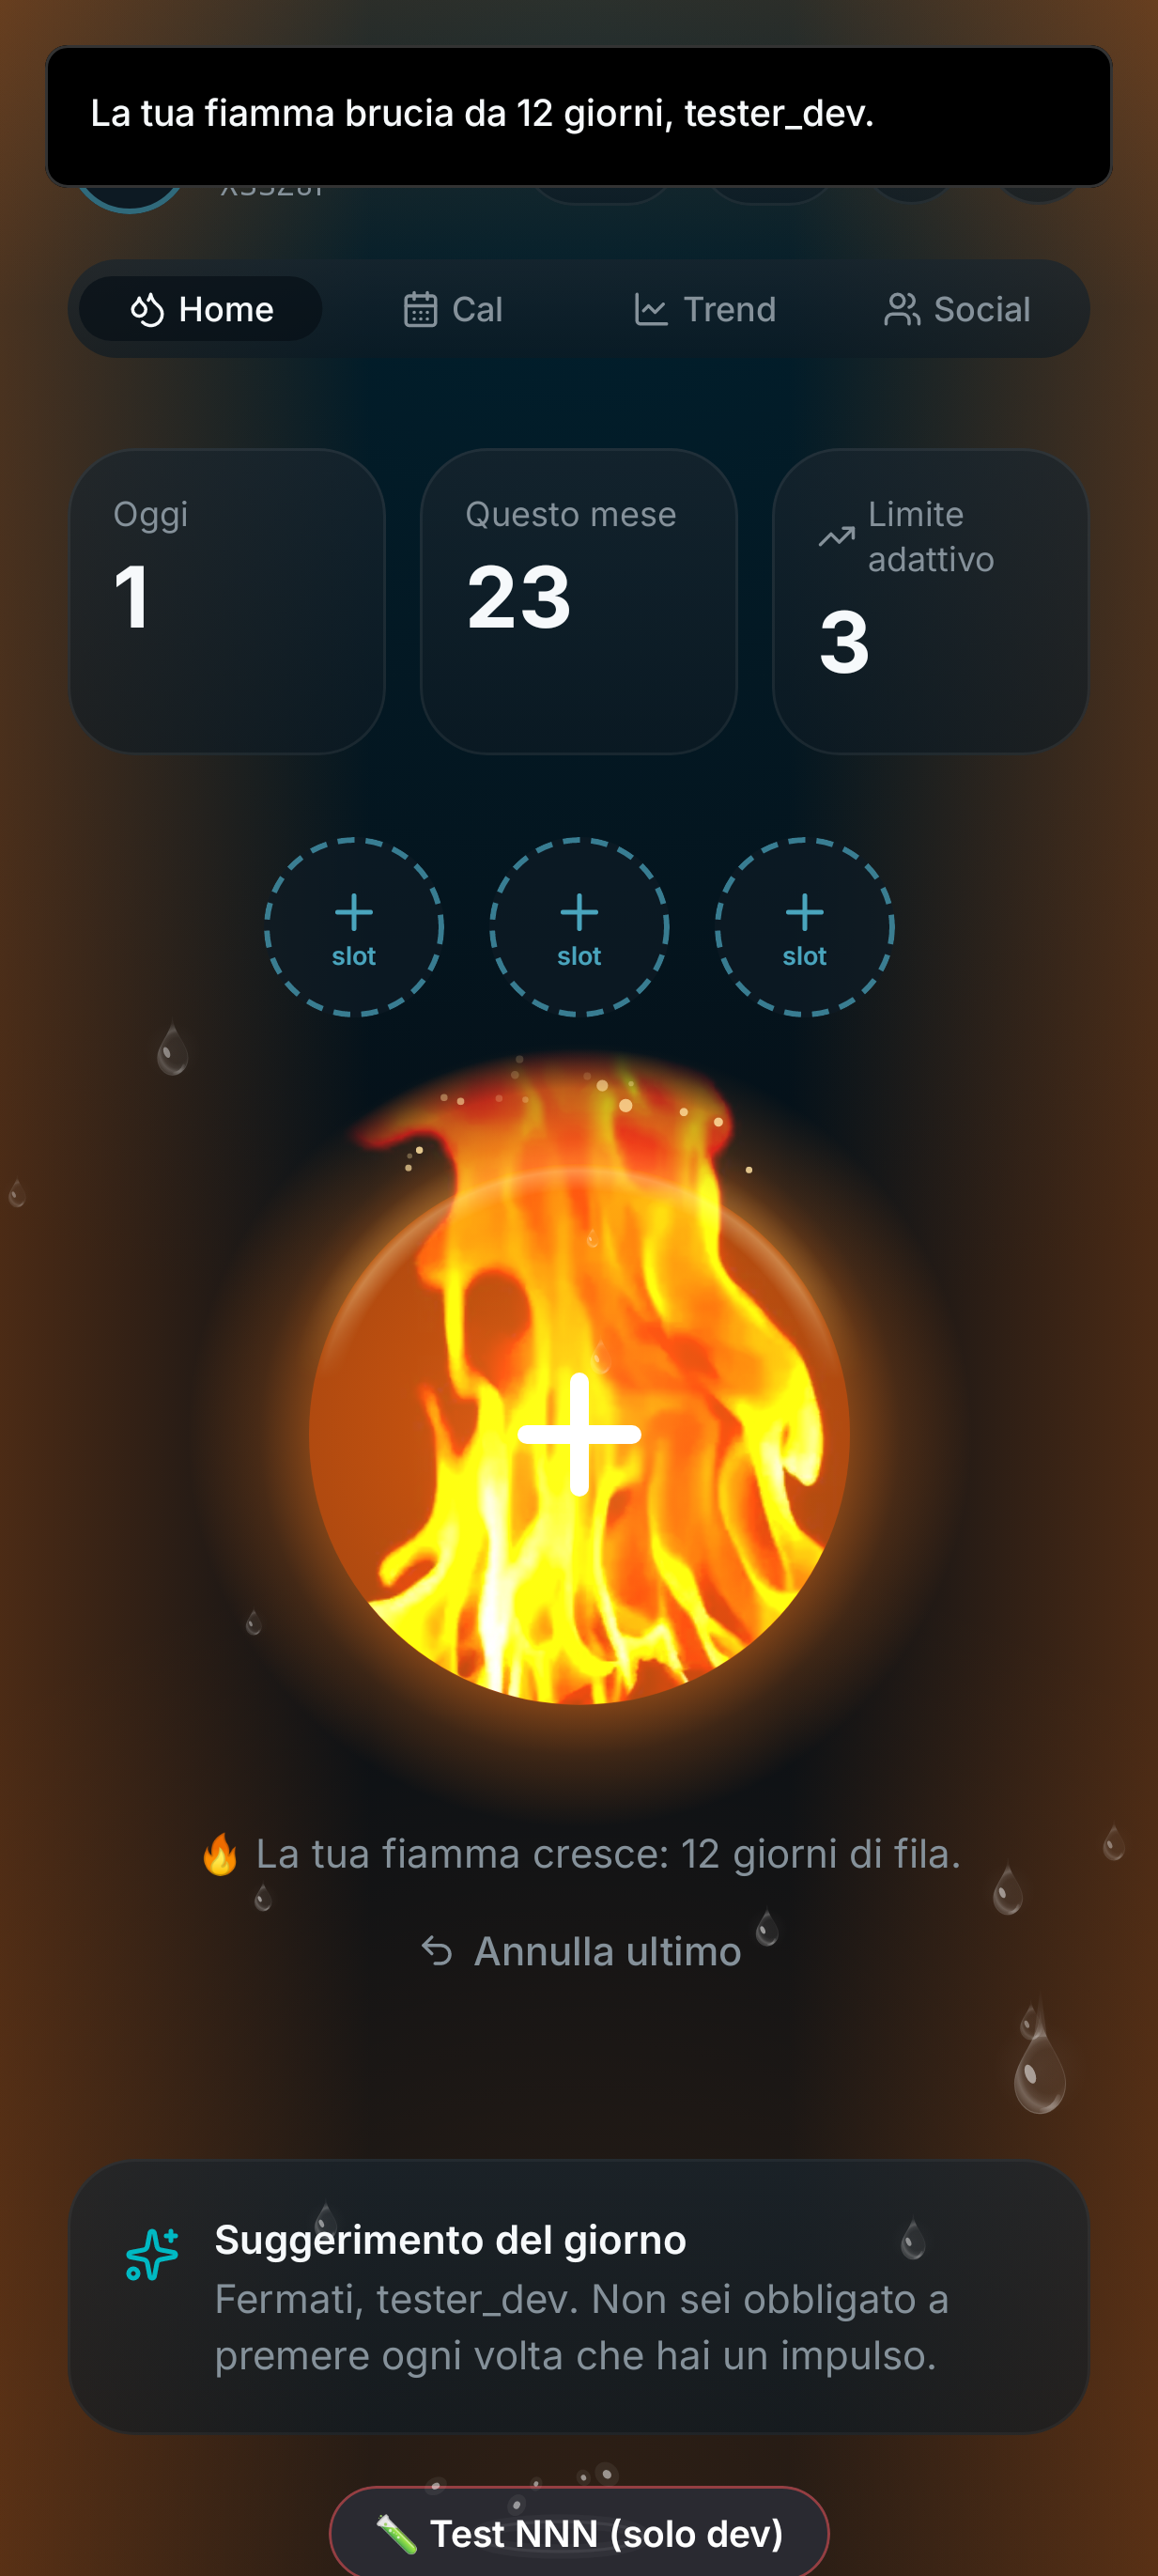 La tua fiamma brucia da 12 giorni, tester_dev.
Home
Cal
Trend
Social
Oggi
1
Questo mese
23
Limite
adattivo
3
slot
slot
slot
🔥 La tua fiamma cresce: 12 giorni di fila.
Annulla ultimo
Suggerimento del giorno
Fermati, tester_dev. Non sei obbligato a
premere ogni volta che hai un impulso.
Test NNN (solo dev)